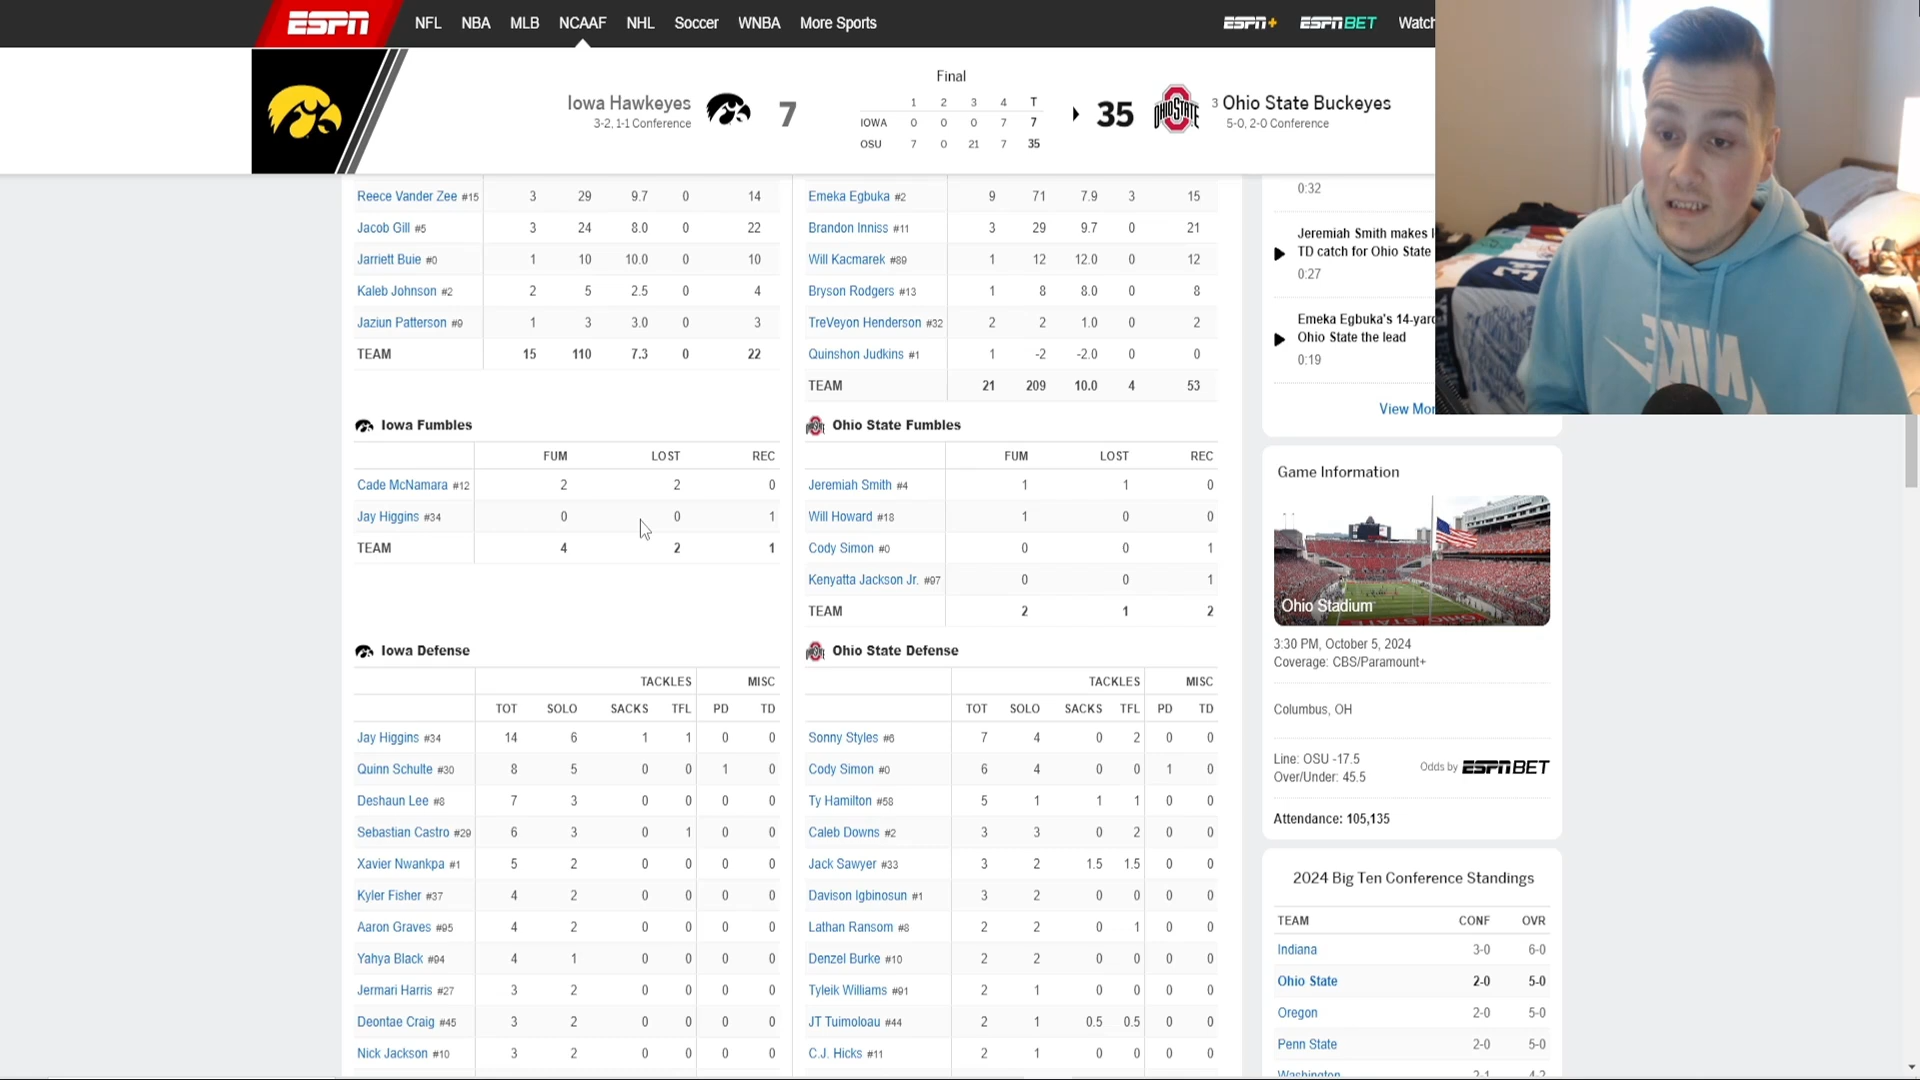 ESPN NFL NBA MLB NCAAF NHL Soccer WNBA More Sports ESPN+ ESPN BET Watch
Final
Iowa Hawkeyes 7
3-2, 1-1 Conference
1 2 3 4 T
IOWA 0 0 0 7 7
OSU 7 0 21 7 35
35 OHIO STATE 3 Ohio State Buckeyes
5-0, 2-0 Conference
Reece Vander Zee #15 3 29 9.7 0 14
Jacob Gill #5 3 24 8.0 0 22
Jarriett Buie #0 1 10 10.0 0 10
Kaleb Johnson #2 2 5 2.5 0 4
Jaziun Patterson #9 1 3 3.0 0 3
TEAM 15 110 7.3 0 22
Emeka Egbuka #2 9 71 7.9 3 15
Brandon Inniss #11 3 29 9.7 0 21
Will Kacmarek #89 1 12 12.0 0 12
Bryson Rodgers #13 1 8 8.0 0 8
TreVeyon Henderson #32 2 2 1.0 0 2
Quinshon Judkins #1 1 -2 -2.0 0 0
TEAM 21 209 10.0 4 53
Iowa Fumbles
FUM LOST REC
Cade McNamara #12 2 2 0
Jay Higgins #34 0 0 1
TEAM 4 2 1
Ohio State Fumbles
FUM LOST REC
Jeremiah Smith #4 1 1 0
Will Howard #18 1 0 0
Cody Simon #0 0 0 1
Kenyatta Jackson Jr. #97 0 0 1
TEAM 2 1 2
Iowa Defense
TACKLES MISC
TOT SOLO SACKS TFL PD TD
Jay Higgins #34 14 6 1 1 0 0
Quinn Schulte #30 8 5 0 0 1 0
Deshaun Lee #8 7 3 0 0 0 0
Sebastian Castro #29 6 3 0 1 0 0
Xavier Nwankpa #1 5 2 0 0 0 0
Kyler Fisher #37 4 2 0 0 0 0
Aaron Graves #95 4 2 0 0 0 0
Yahya Black #94 4 1 0 0 0 0
Jermari Harris #27 3 2 0 0 0 0
Deontae Craig #45 3 2 0 0 0 0
Nick Jackson #10 3 2 0 0 0 0
Ohio State Defense
TACKLES MISC
TOT SOLO SACKS TFL PD TD
Sonny Styles #6 7 4 0 2 0 0
Cody Simon #0 6 4 0 0 1 0
Ty Hamilton #58 5 1 1 1 0 0
Caleb Downs #2 3 3 0 2 0 0
Jack Sawyer #33 3 2 1.5 1.5 0 0
Davison Igbinosun #1 3 2 0 0 0 0
Lathan Ransom #8 2 2 0 1 0 0
Denzel Burke #10 2 2 0 0 0 0
Tyleik Williams #91 2 1 0 0 0 0
JT Tuimoloau #44 2 1 0.5 0.5 0 0
C.J. Hicks #11 2 1 0 0 0 0
0:32
Jeremiah Smith makes
TD catch for Ohio State
0:27
Emeka Egbuka's 14-yard
Ohio State the lead
0:19
View Mor
NIKE
Game Information
Ohio Stadium
3:30 PM, October 5, 2024
Coverage: CBS/Paramount+
Columbus, OH
Line: OSU -17.5
Over/Under: 45.5
Odds by ESPN BET
Attendance: 105,135
2024 Big Ten Conference Standings
TEAM CONF OVR
Indiana 3-0 6-0
Ohio State 2-0 5-0
Oregon 2-0 5-0
Penn State 2-0 5-0
Washington 2-1 4-2